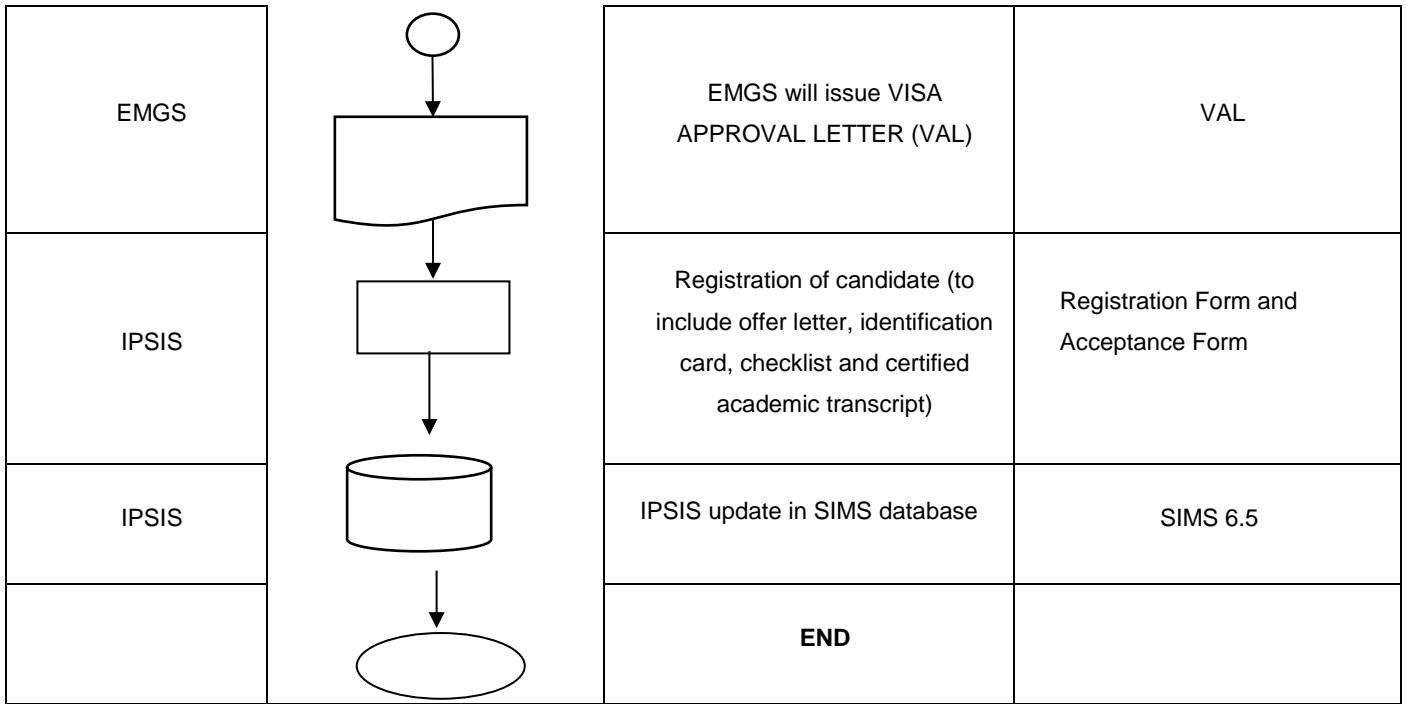 EMGS
EMGS will issue VISA
APPROVAL LETTER (VAL)
VAL
IPSIS
Registration of candidate (to
include offer letter, identification
card, checklist and certified
academic transcript)
Registration Form and
Acceptance Form
IPSIS
IPSIS update in SIMS database
SIMS 6.5
END